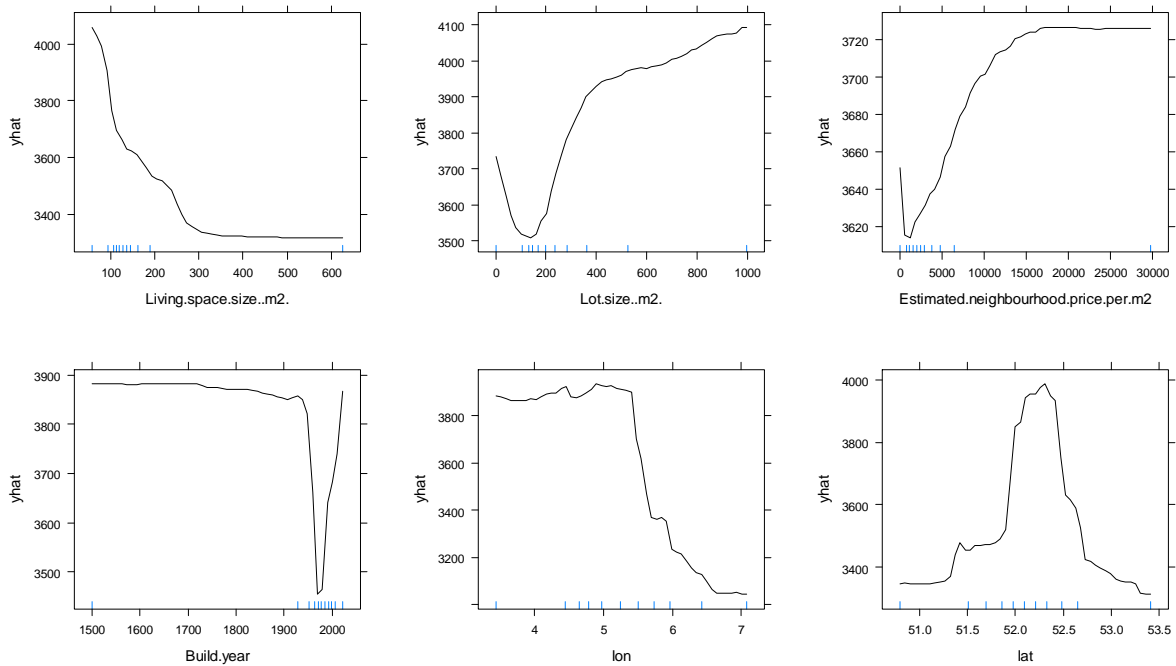 4000
3800
3600
3400
yhat
100 200 300 400 500 600
Living.space.size..m2.
4100
4000
3900
3800
3700
3600
3500
yhat
0 200 400 600 800 1000
Lot.size..m2.
3720
3700
3680
3660
3640
3620
yhat
0 5000 10000 15000 20000 25000 30000
Estimated.neighbourhood.price.per.m2
3900
3800
3700
3600
3500
yhat
1500 1600 1700 1800 1900 2000
Build.year
3800
3600
3400
3200
yhat
4 5 6 7
lon
4000
3800
3600
3400
yhat
51.0 51.5 52.0 52.5 53.0 53.5
lat